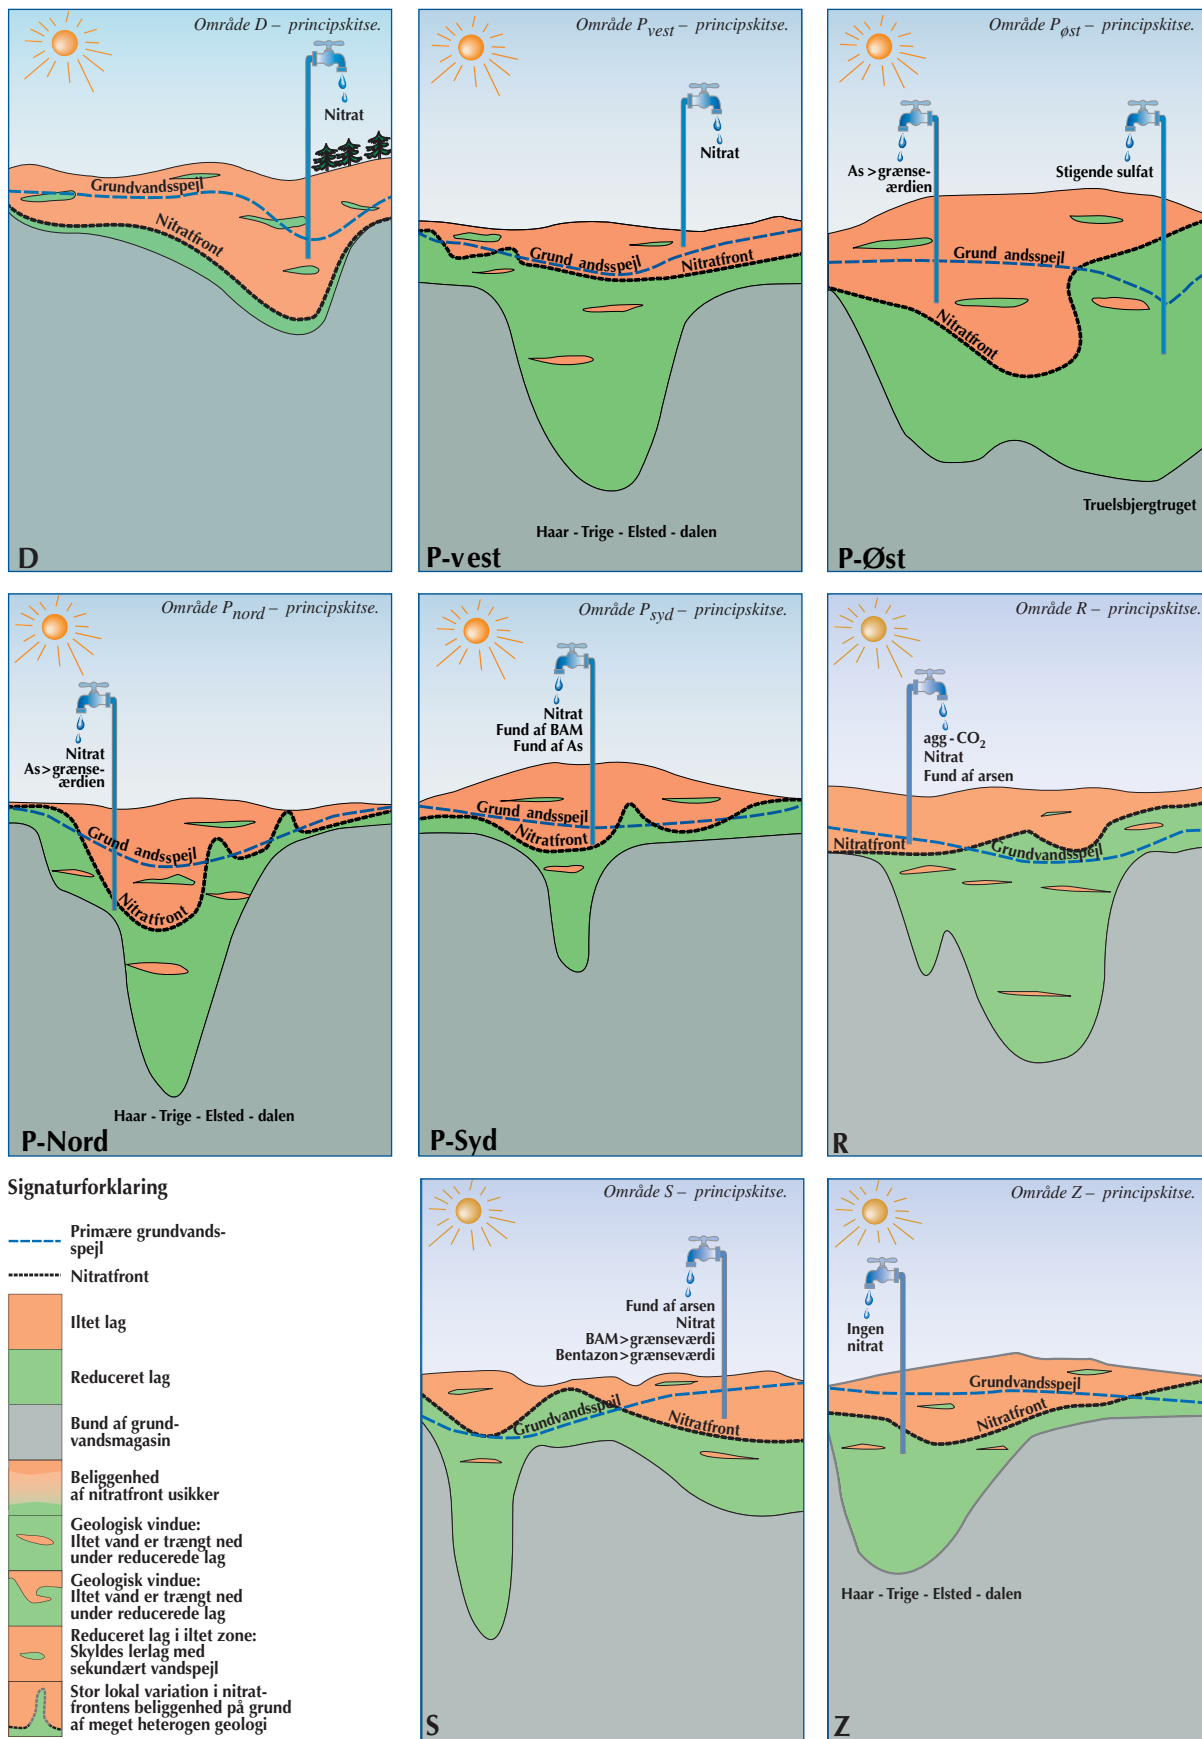 Område D – principskitse.
Nitrat
Grundvandsspejl
Nitratfront
D
Område Pvest – principskitse.
Nitrat
Grund andsspejl
Nitratfront
Haar - Trige - Elsted - dalen
P-vest
Område Pøst – principskitse.
As>grænse-
ærdien
Stigende sulfat
Grund andsspejl
Nitratfront
Truelsbjergtruget
P-Øst
Område Pnord – principskitse.
Nitrat
As>grænse-
ærdien
Grund andsspejl
Nitratfront
Haar - Trige - Elsted - dalen
P-Nord
Område Psyd – principskitse.
Nitrat
Fund af BAM
Fund af As
Grund andsspejl
Nitratfront
P-Syd
Område R – principskitse.
agg-CO2
Nitrat
Fund af arsen
Nitratfront
Grundvandsspejl
R
Signaturforklaring
Primære grundvands-
spejl
Nitratfront
Iltet lag
Reduceret lag
Bund af grund-
vandsmagasin
Beliggenhed
af nitratfront usikker
Geologisk vindue:
Iltet vand er trængt ned
under reducerede lag
Geologisk vindue:
Iltet vand er trængt ned
under reducerede lag
Reduceret lag i iltet zone:
Skyldes lerlag med
sekundært vandspejl
Stor lokal variation i nitrat-
frontens beliggenhed på grund
af meget heterogen geologi
Område S – principskitse.
Fund af arsen
Nitrat
BAM>grænseværdi
Bentazon>grænseværdi
Grundvandsspejl
Nitratfront
S
Område Z – principskitse.
Ingen
nitrat
Grundvandsspejl
Nitratfront
Haar - Trige - Elsted - dalen
Z